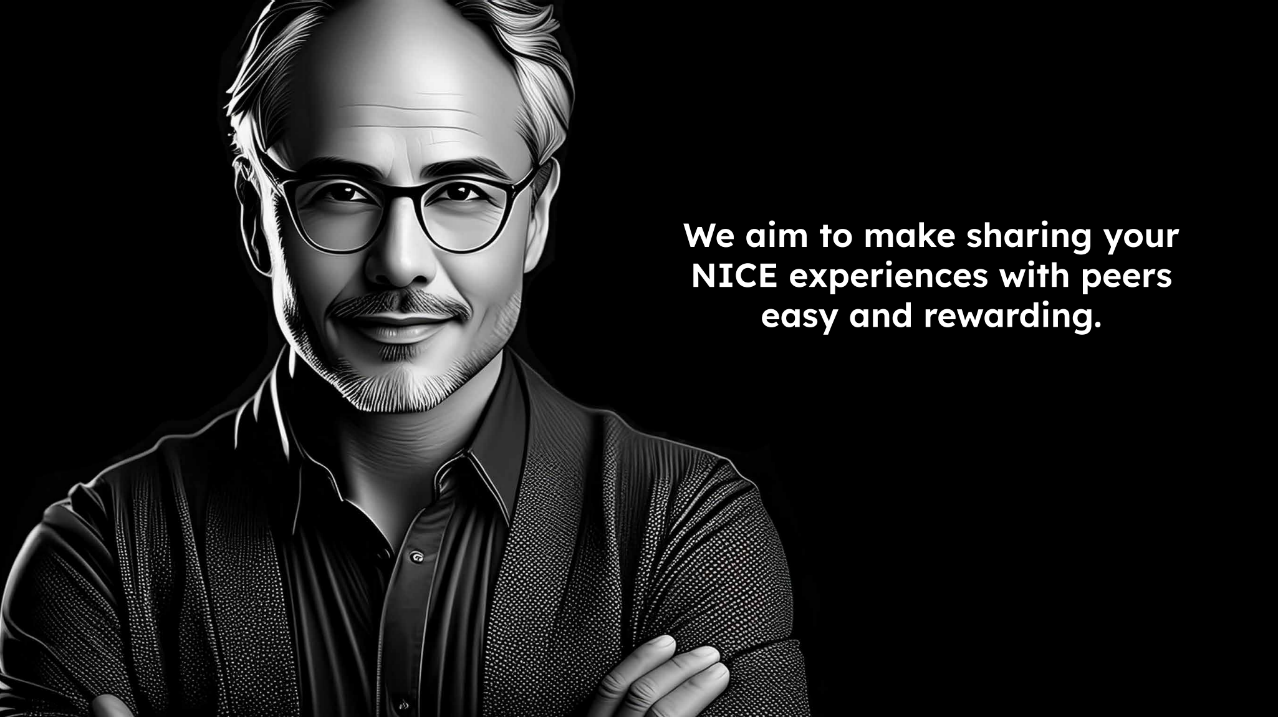 We aim to make sharing your
NICE experiences with peers
easy and rewarding.